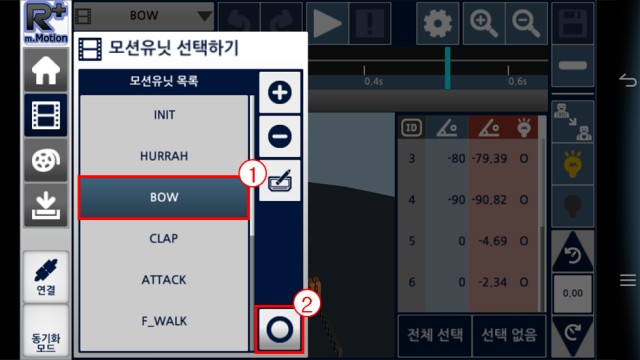 R+
m.Motion
BOW
모션유닛 선택하기
모션유닛 목록
INIT
HURRAH
1
BOW
CLAP
ATTACK
F_WALK
2
연결
동기화
모드
0.4s
0.6s
ID
3 -80 -79.39 O
4 -90 -90.82 O
5 0 -4.69 O
6 0 -2.34 O
전체 선택
선택 없음
0.00